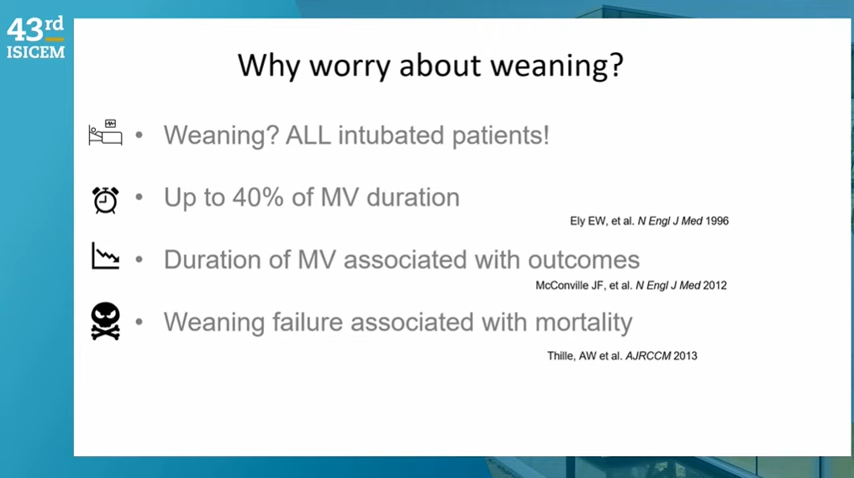 43rd
ISICEM
Why worry about weaning?
• Weaning? ALL intubated patients!
• Up to 40% of MV duration
Ely EW, et al. N Engl J Med 1996
• Duration of MV associated with outcomes
McConville JF, et al. N Engl J Med 2012
• Weaning failure associated with mortality
Thille, AW et al. AJRCCM 2013